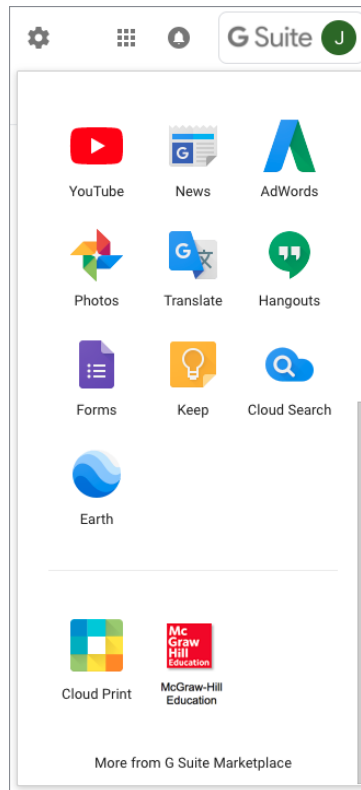 G Suite J
YouTube News AdWords
G
G 文
Photos Translate Hangouts
Forms Keep Cloud Search
Earth
Mc
Graw
Hill
Education
Cloud Print McGraw-Hill
Education
More from G Suite Marketplace